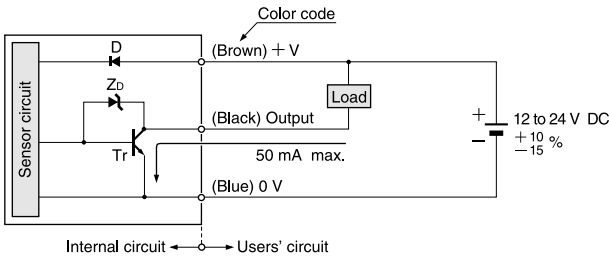 Color code
D
(Brown) + V
Sensor circuit
ZD
Load
(Black) Output
+
12 to 24 V DC
+10
−15 %
−
Tr
50 mA max.
(Blue) 0 V
Internal circuit
Users' circuit